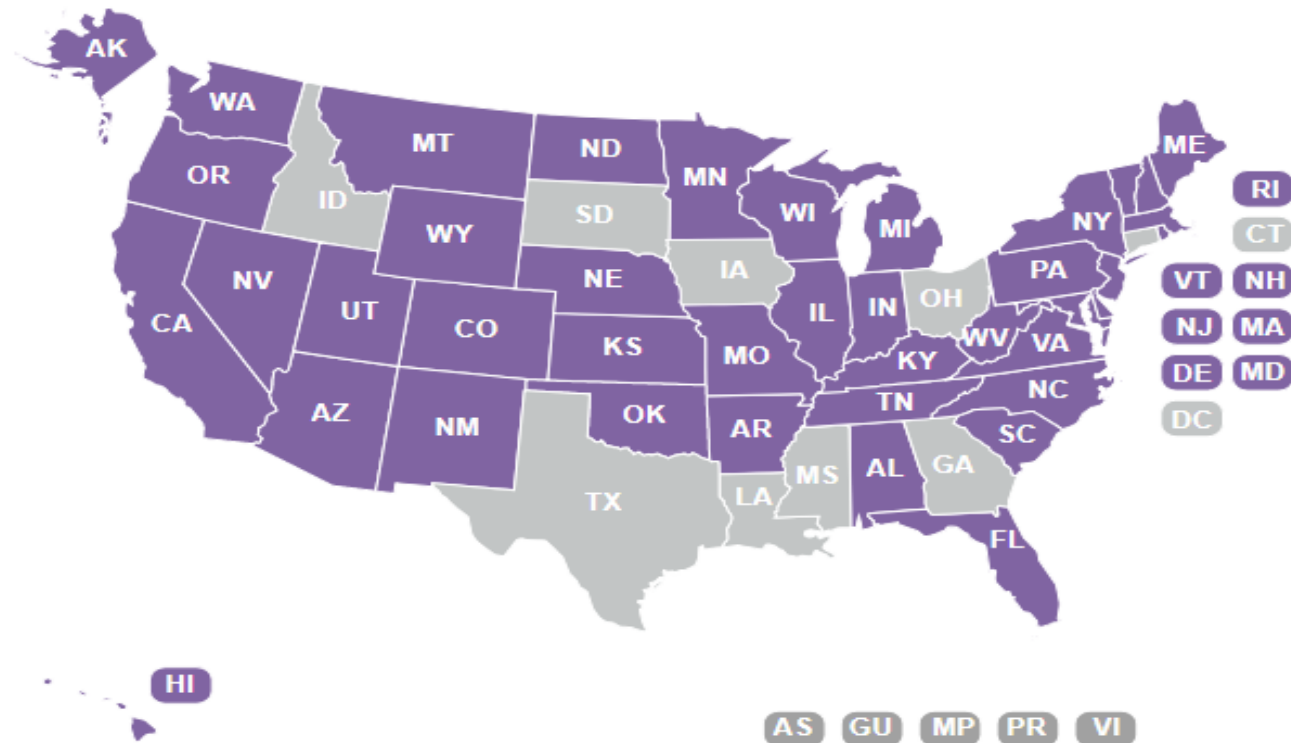 AK
WA
MT
ND
MN
ME
OR
ID
SD
WI
MI
NY
RI
WY
CT
NV
NE
IA
PA
VT NH
UT
CO
IL
IN
OH
CA
KS
MO
WV
VA
NJ MA
KY
DE MD
AZ
NM
OK
AR
TN
NC
SC
DC
TX
LA
MS
AL
GA
FL
HI
AS GU MP PR VI